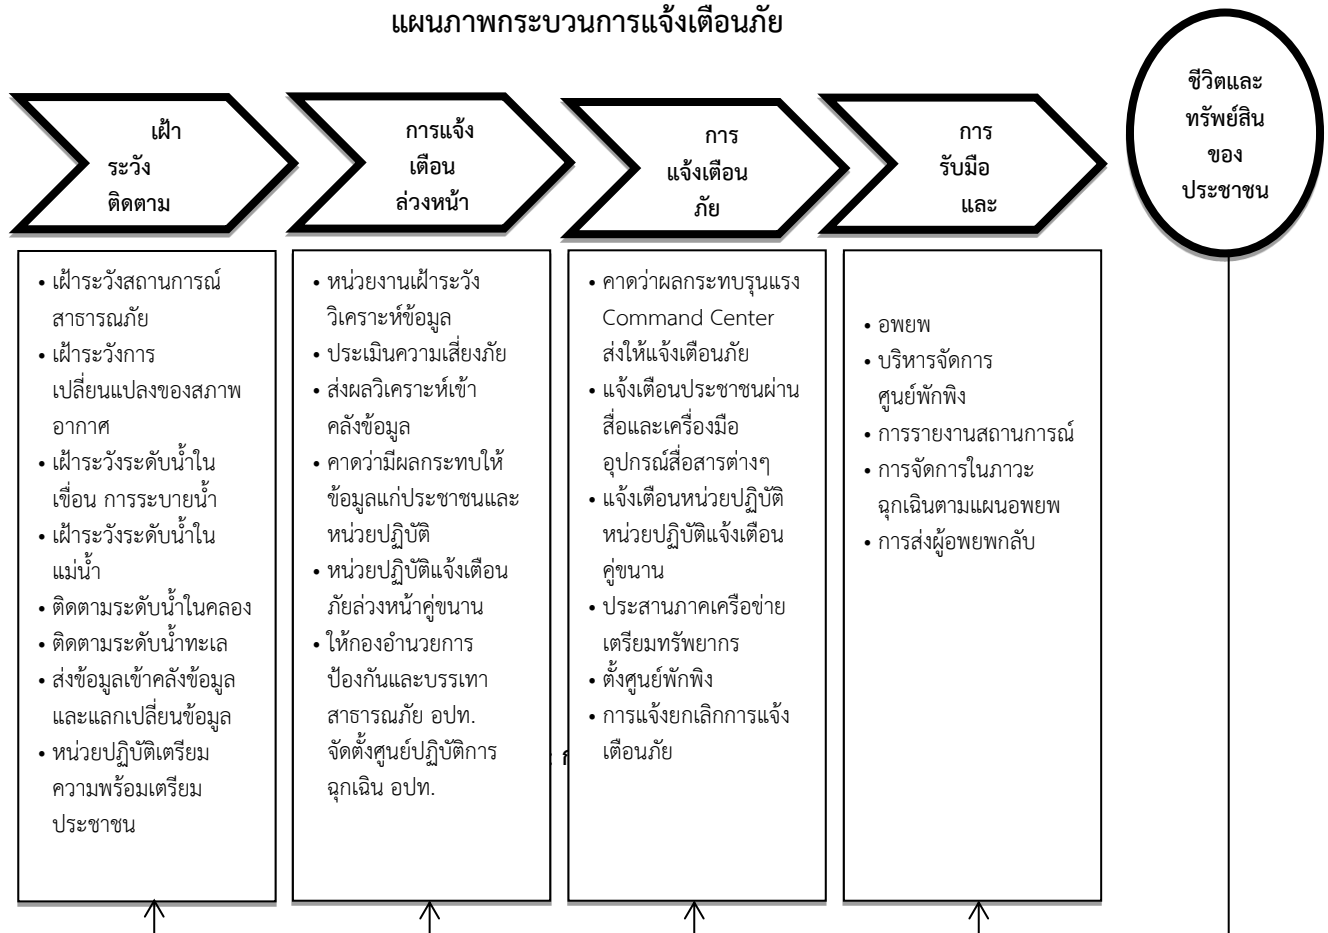 แผนภาพกระบวนการแจ้งเตือนภัย
เฝ้า
ระวัง
ติดตาม
การแจ้ง
เตือน
ล่วงหน้า
การ
แจ้งเตือน
ภัย
การ
รับมือ
และ
ชีวิตและ
ทรัพย์สิน
ของ
ประชาชน
• เฝ้าระวังสถานการณ์
สาธารณภัย
• เฝ้าระวังการ
เปลี่ยนแปลงของสภาพ
อากาศ
• เฝ้าระวังระดับน้ำใน
เขื่อน การระบายน้ำ
• เฝ้าระวังระดับน้ำใน
แม่น้ำ
• ติดตามระดับน้ำในคลอง
• ติดตามระดับน้ำทะเล
• ส่งข้อมูลเข้าคลังข้อมูล
และแลกเปลี่ยนข้อมูล
• หน่วยปฏิบัติเตรียม
ความพร้อมเตรียม
ประชาชน
• หน่วยงานเฝ้าระวัง
วิเคราะห์ข้อมูล
• ประเมินความเสี่ยงภัย
• ส่งผลวิเคราะห์เข้า
คลังข้อมูล
• คาดว่ามีผลกระทบให้
ข้อมูลแก่ประชาชนและ
หน่วยปฏิบัติ
• หน่วยปฏิบัติแจ้งเตือน
ภัยล่วงหน้าคู่ขนาน
• ให้กองอำนวยการ
ป้องกันและบรรเทา
สาธารณภัย อปท.
จัดตั้งศูนย์ปฏิบัติการ
ฉุกเฉิน อปท.
• คาดว่าผลกระทบรุนแรง
Command Center
ส่งให้แจ้งเตือนภัย
• แจ้งเตือนประชาชนผ่าน
สื่อและเครื่องมือ
อุปกรณ์สื่อสารต่างๆ
• แจ้งเตือนหน่วยปฏิบัติ
หน่วยปฏิบัติแจ้งเตือน
คู่ขนาน
• ประสานภาคเครือข่าย
เตรียมทรัพยากร
• ตั้งศูนย์พักพิง
• การแจ้งยกเลิกการแจ้ง
เตือนภัย
• อพยพ
• บริหารจัดการ
ศูนย์พักพิง
• การรายงานสถานการณ์
• การจัดการในภาวะ
ฉุกเฉินตามแผนอพยพ
• การส่งผู้อพยพกลับ